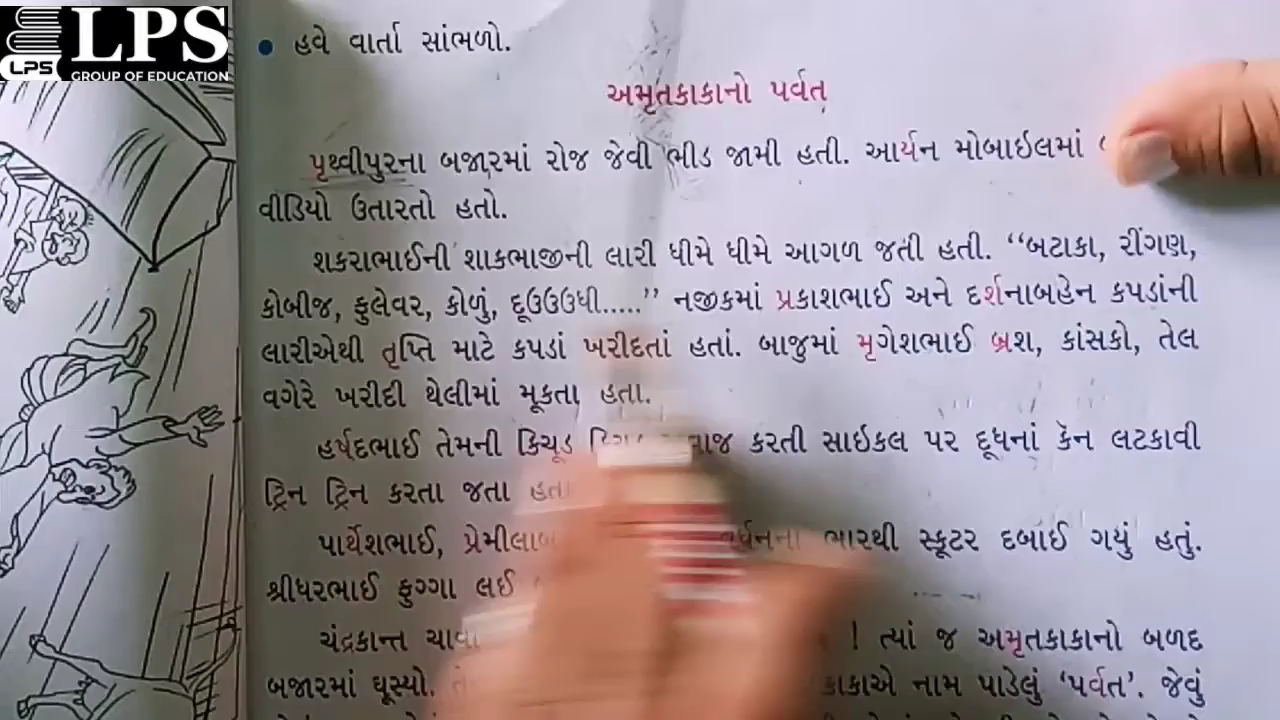 LPS
LPS
GROUP OF EDUCATION
• હવે વાર્તા સાંભળો.
અમૃતકાકાનો પર્વત
પૃથ્વીપુરના બજારમાં રોજ જેવી ભીડ જામી હતી. આર્યન મોબાઇલમાં
વીડિયો ઉતારતો હતો.
શકરાભાઈની શાકભાજીની લારી ધીમે ધીમે આગળ જતી હતી. “બટાકા, રીંગણ,
કોબીજ, ફુલેવર, કોળું, દૂઉઉઉધી.....” નજીકમાં પ્રકાશભાઈ અને દર્શનાબહેન કપડાંની
લારીએથી તૃપ્તિ માટે કપડાં ખરીદતાં હતાં. બાજુમાં મૃગેશભાઈ બ્રશ, કાંસકો, તેલ
વગેરે ખરીદી થેલીમાં મૂકતા હતા.
હર્ષદભાઈ તેમની કિચૂડ કરતી સાઇકલ પર દૂધનાં કૅન લટકાવી
ટ્રિન ટ્રિન કરતા જતા
પાર્થેશભાઈ, ભારથી સ્કૂટર દબાઈ ગયું હતું.
શ્રીધરભાઈ ફુગ્ગા લઈ
ચંદ્રકાન્ત ! ત્યાં જ અમૃતકાકાનો બળદ
બજારમાં ઘૂસ્યો. નામ પાડેલું ‘પર્વત’. જેવું